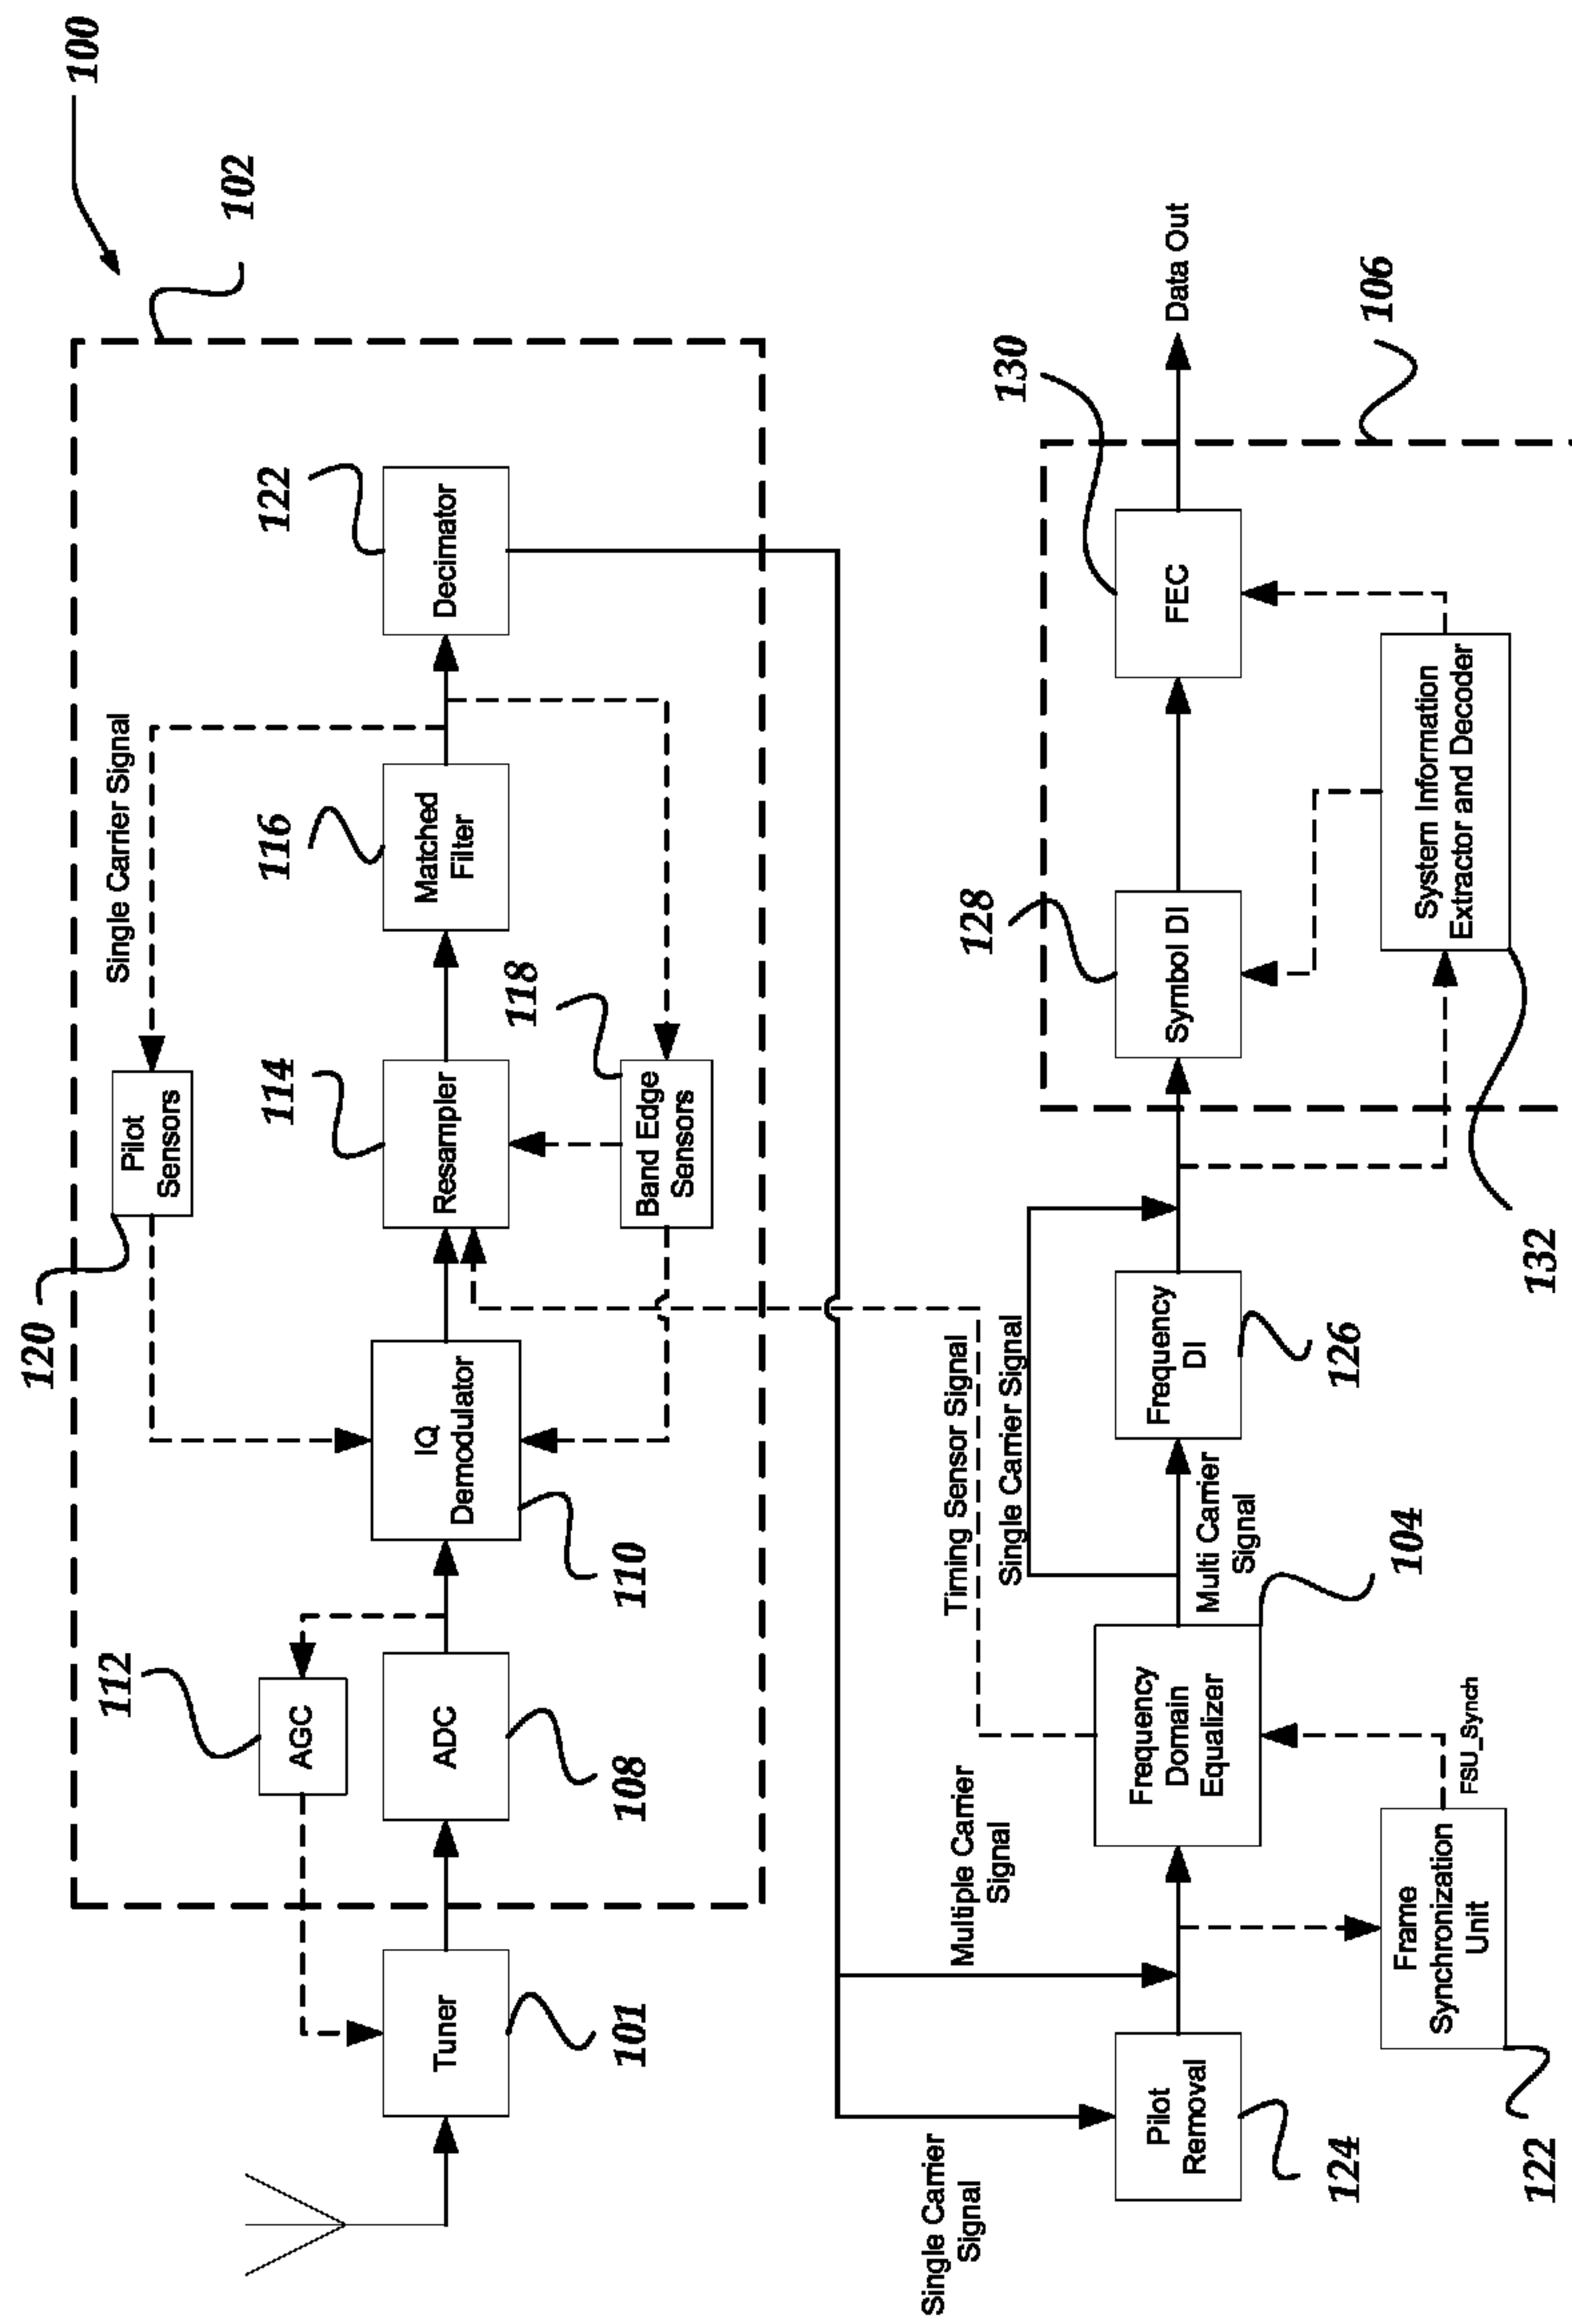 100
102
120
Pilot
Sensors
Single Carrier Signal
112
AGC
114
116
122
Tuner
ADC
IQ
Demodulator
Resampler
Matched
Filter
Decimator
101
108
110
118
Band Edge
Sensors
Single Carrier
Signal
Multiple Carrier
Signal
Timing Sensor Signal
Single Carrier Signal
128
130
Pilot
Removal
Frequency
Domain
Equalizer
Multi Carrier
Signal
Frequency
DI
Symbol DI
FEC
Data Out
124
104
126
106
Frame
Synchronization
Unit
FSU_Synch
System Information
Extractor and Decoder
122
132